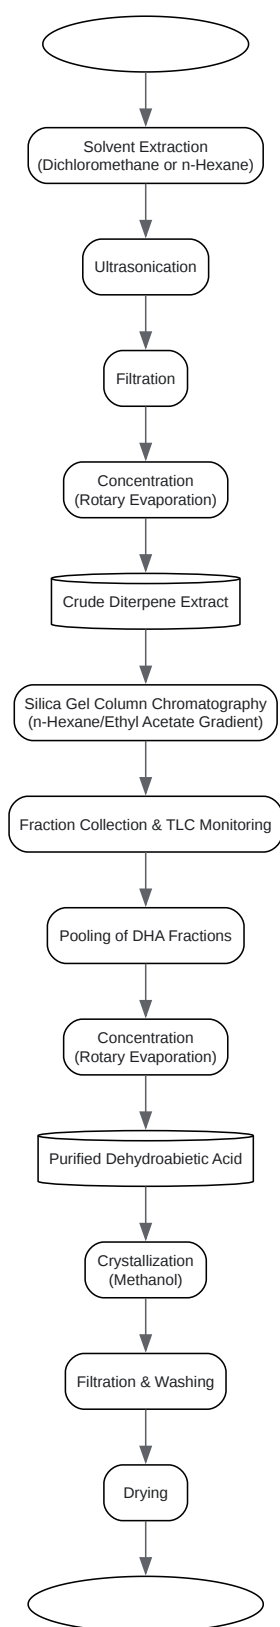 Solvent Extraction
(Dichloromethane or n-Hexane)
Ultrasonication
Filtration
Concentration
(Rotary Evaporation)
Crude Diterpene Extract
Silica Gel Column Chromatography
(n-Hexane/Ethyl Acetate Gradient)
Fraction Collection & TLC Monitoring
Pooling of DHA Fractions
Concentration
(Rotary Evaporation)
Purified Dehydroabietic Acid
Crystallization
(Methanol)
Filtration & Washing
Drying